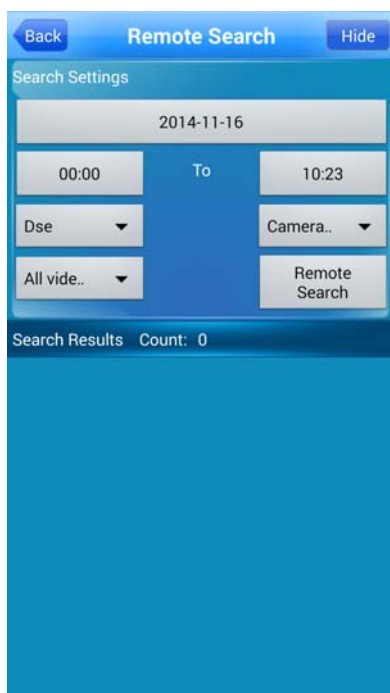 Back Remote Search Hide
Search Settings
2014-11-16
00:00 To 10:23
Dse Camera..
All vide.. Remote
Search
Search Results Count: 0